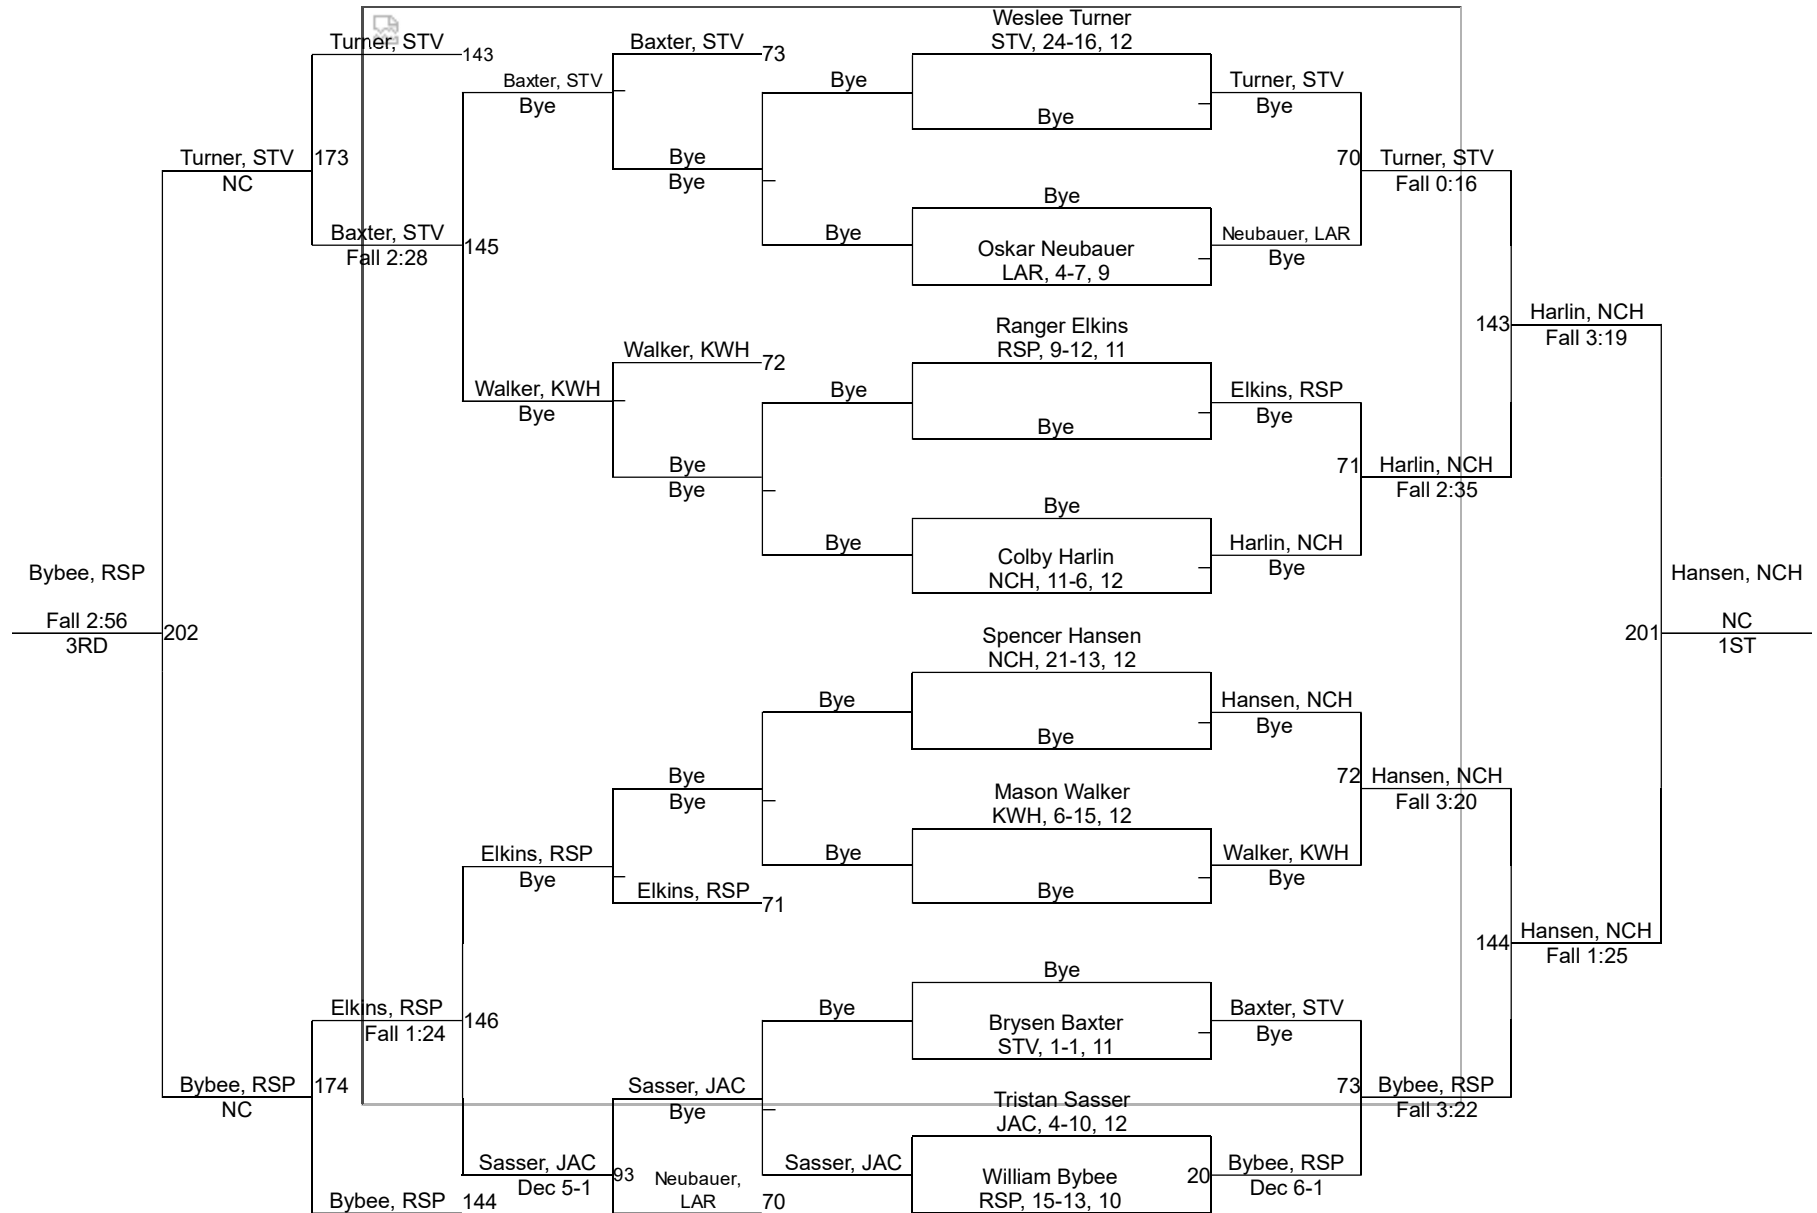 Weslee Turner
STV, 24-16, 12
Turner, STV
143
Baxter, STV
73
Baxter, STV
Bye
Bye
Turner, STV
Bye
Bye
Turner, STV
NC
173
Bye
Bye
70
Turner, STV
Fall 0:16
Bye
Baxter, STV
Fall 2:28
145
Bye
Oskar Neubauer
LAR, 4-7, 9
Neubauer, LAR
Bye
Ranger Elkins
RSP, 9-12, 11
143
Harlin, NCH
Fall 3:19
Walker, KWH
72
Walker, KWH
Bye
Bye
Elkins, RSP
Bye
Bye
Bye
Bye
71
Harlin, NCH
Fall 2:35
Bye
Bye
Colby Harlin
NCH, 11-6, 12
Harlin, NCH
Bye
Bybee, RSP
Fall 2:56
3RD
202
Hansen, NCH
201
NC
1ST
Spencer Hansen
NCH, 21-13, 12
Bye
Hansen, NCH
Bye
Bye
Bye
Bye
Mason Walker
KWH, 6-15, 12
72
Hansen, NCH
Fall 3:20
Elkins, RSP
Bye
Bye
Walker, KWH
Bye
Elkins, RSP
71
Bye
144
Hansen, NCH
Fall 1:25
Bye
Elkins, RSP
Fall 1:24
146
Bye
Brysen Baxter
STV, 1-1, 11
Baxter, STV
Bye
Bybee, RSP
NC
174
Sasser, JAC
Bye
Tristan Sasser
JAC, 4-10, 12
73
Bybee, RSP
Fall 3:22
Sasser, JAC
Dec 5-1
93
Neubauer,
LAR
70
Sasser, JAC
William Bybee
RSP, 15-13, 10
20
Bybee, RSP
Dec 6-1
Bybee, RSP
144